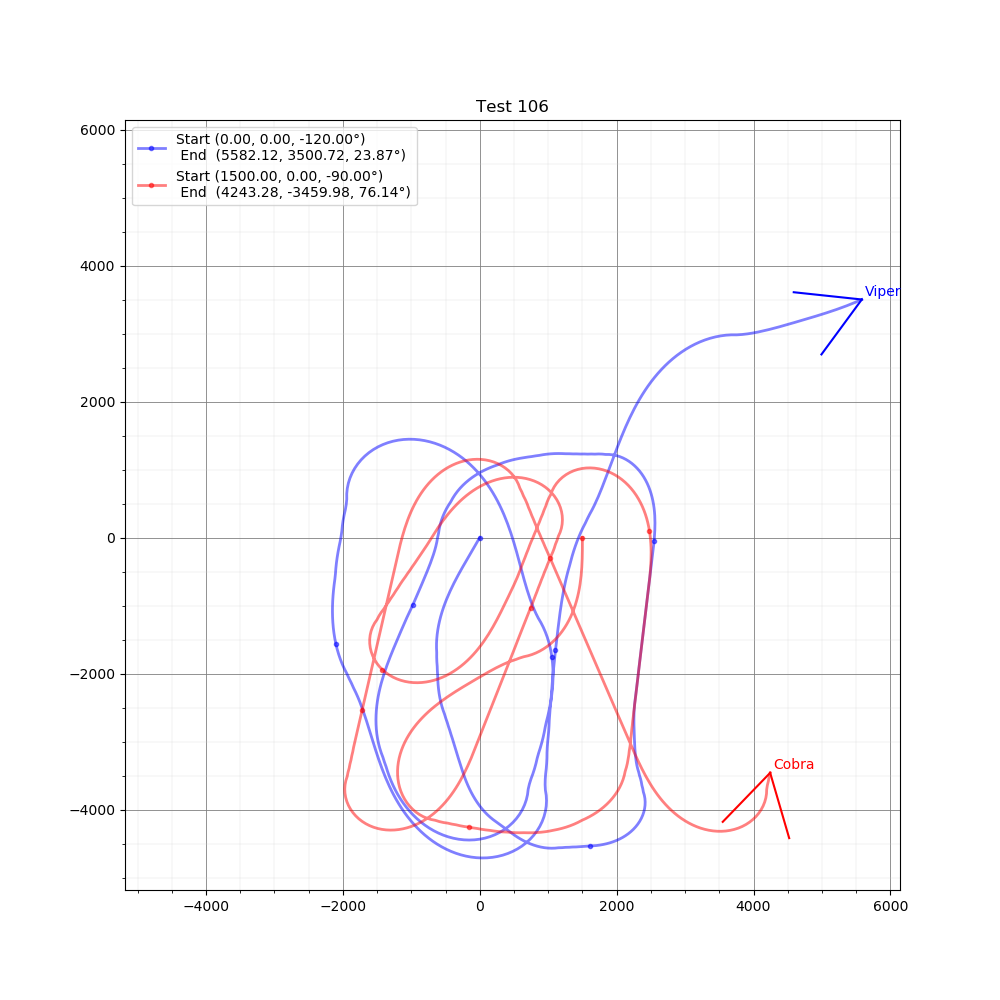 Test 106
Start (0.00, 0.00, -120.00°)
End (5582.12, 3500.72, 23.87°)
Start (1500.00, 0.00, -90.00°)
End (4243.28, -3459.98, 76.14°)
6000
4000
2000
0
−2000
−4000
Viper
Cobra
−4000
−2000
0
2000
4000
6000